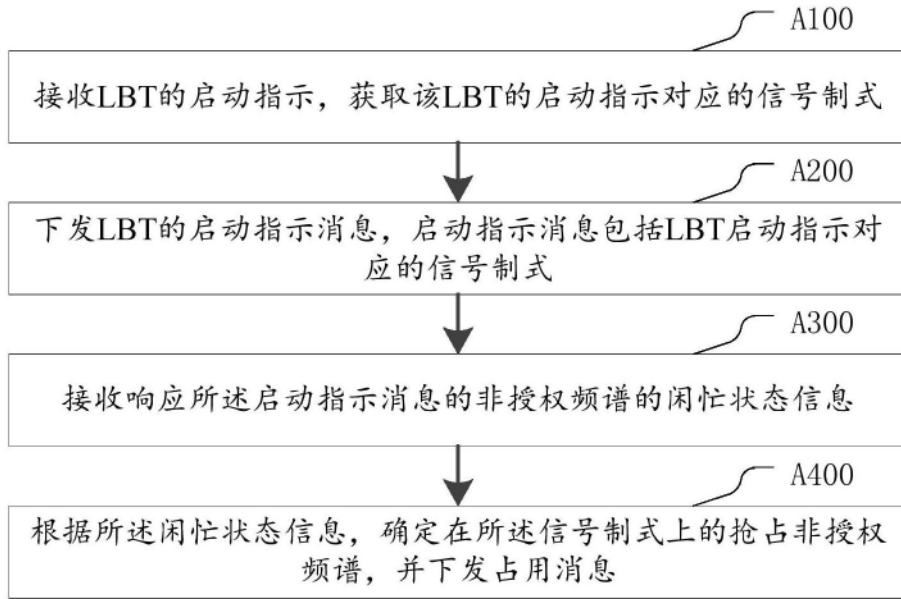 A100
接收LBT的启动指示，获取该LBT的启动指示对应的信号制式
A200
下发LBT的启动指示消息，启动指示消息包括LBT启动指示对
应的信号制式
A300
接收响应所述启动指示消息的非授权频谱的闲忙状态信息
A400
根据所述闲忙状态信息，确定在所述信号制式上的抢占非授权
频谱，并下发占用消息